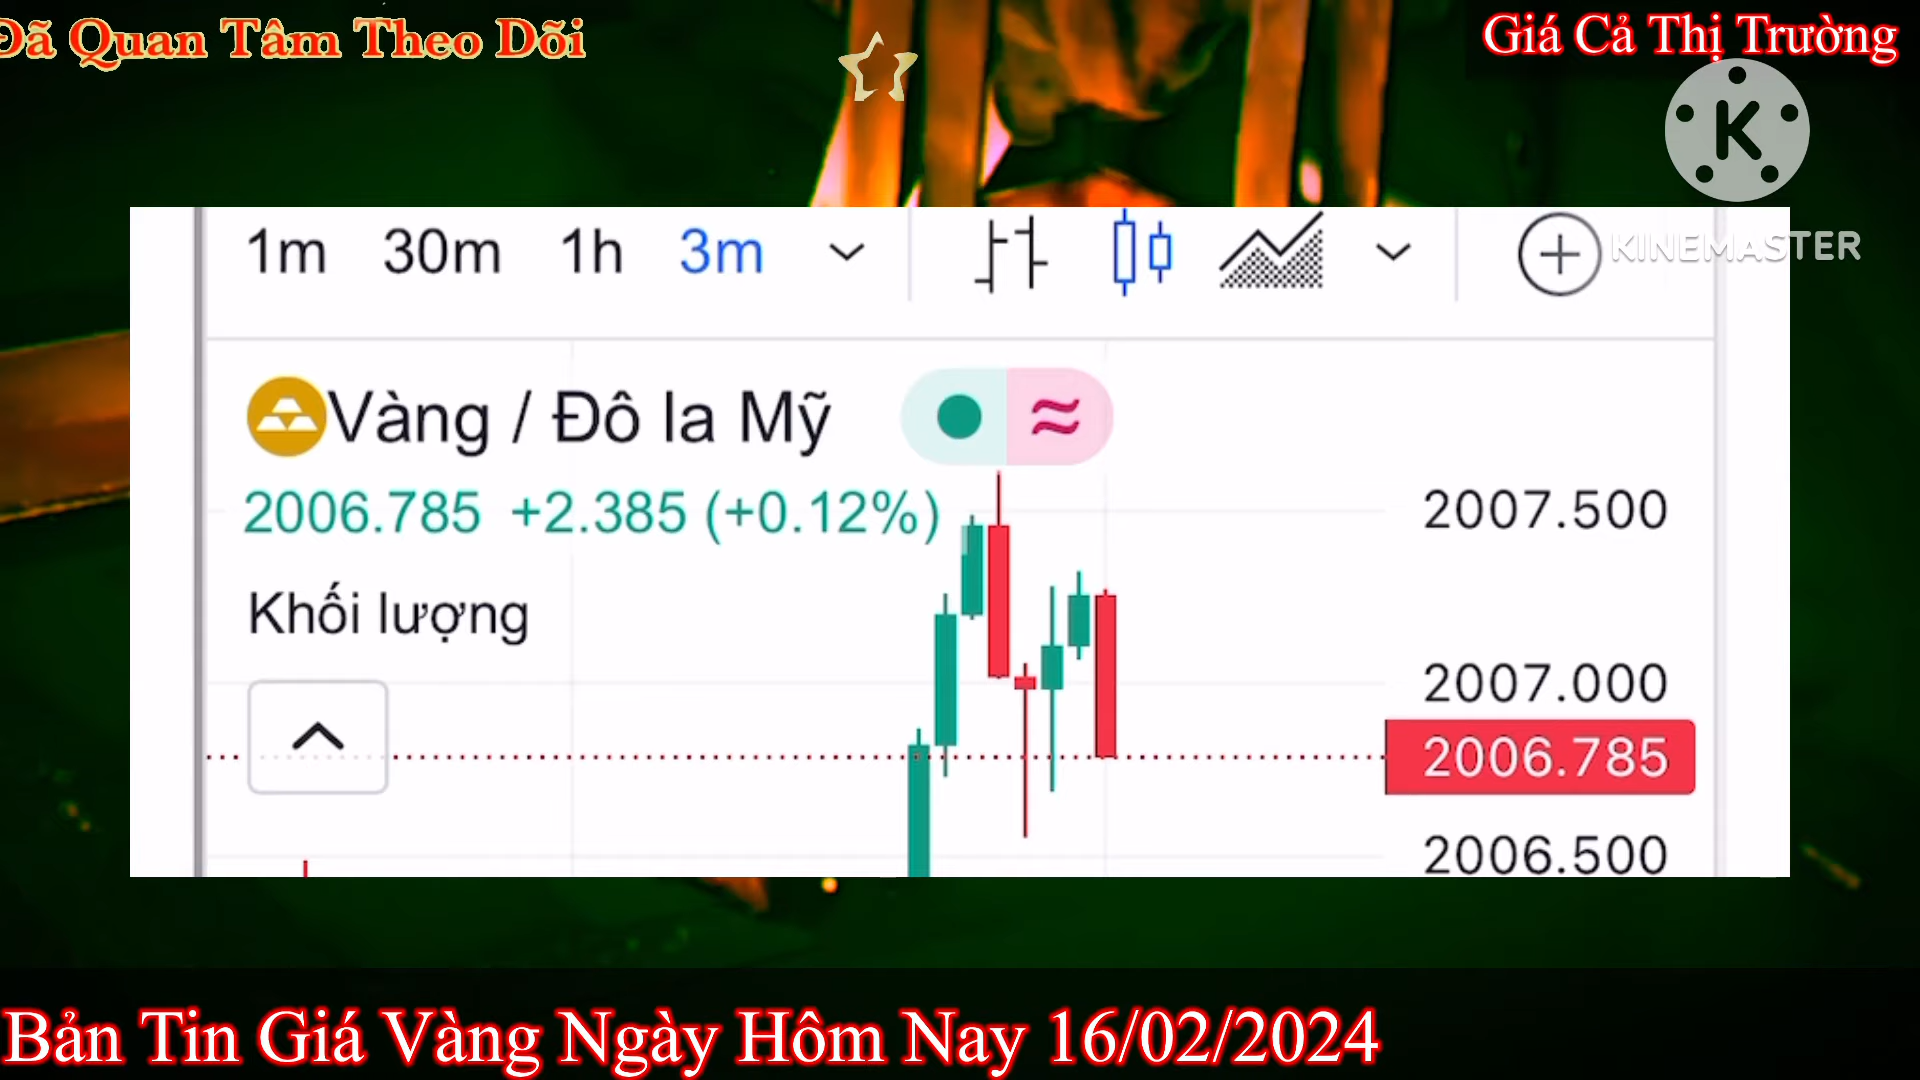 Đã Quan Tâm Theo Dõi
Giá Cả Thị Trường
K
KINEMASTER
1m 30m 1h 3m
Vàng / Đô la Mỹ
2006.785 +2.385 (+0.12%)
Khối lượng
2007.500
2007.000
2006.785
2006.500
Bản Tin Giá Vàng Ngày Hôm Nay 16/02/2024